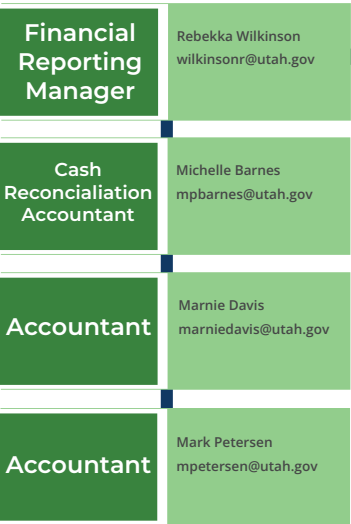 Financial
Reporting
Manager
Rebekka Wilkinson
wilkinsonr@utah.gov
Cash
Reconcialiation
Accountant
Michelle Barnes
mpbarnes@utah.gov
Accountant
Marnie Davis
marniedavis@utah.gov
Accountant
Mark Petersen
mpetersen@utah.gov